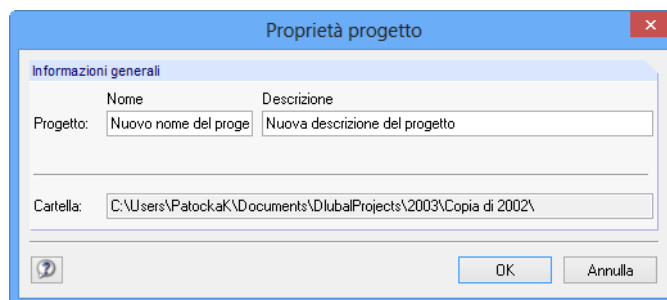 Proprietà progetto
Informazioni generali
Nome Descrizione
Progetto: Nuovo nome del proge Nuova descrizione del progetto
Cartella: C:\Users\PatockaK\Documents\DlubalProjects\2003\Copia di 2002\
OK Annulla